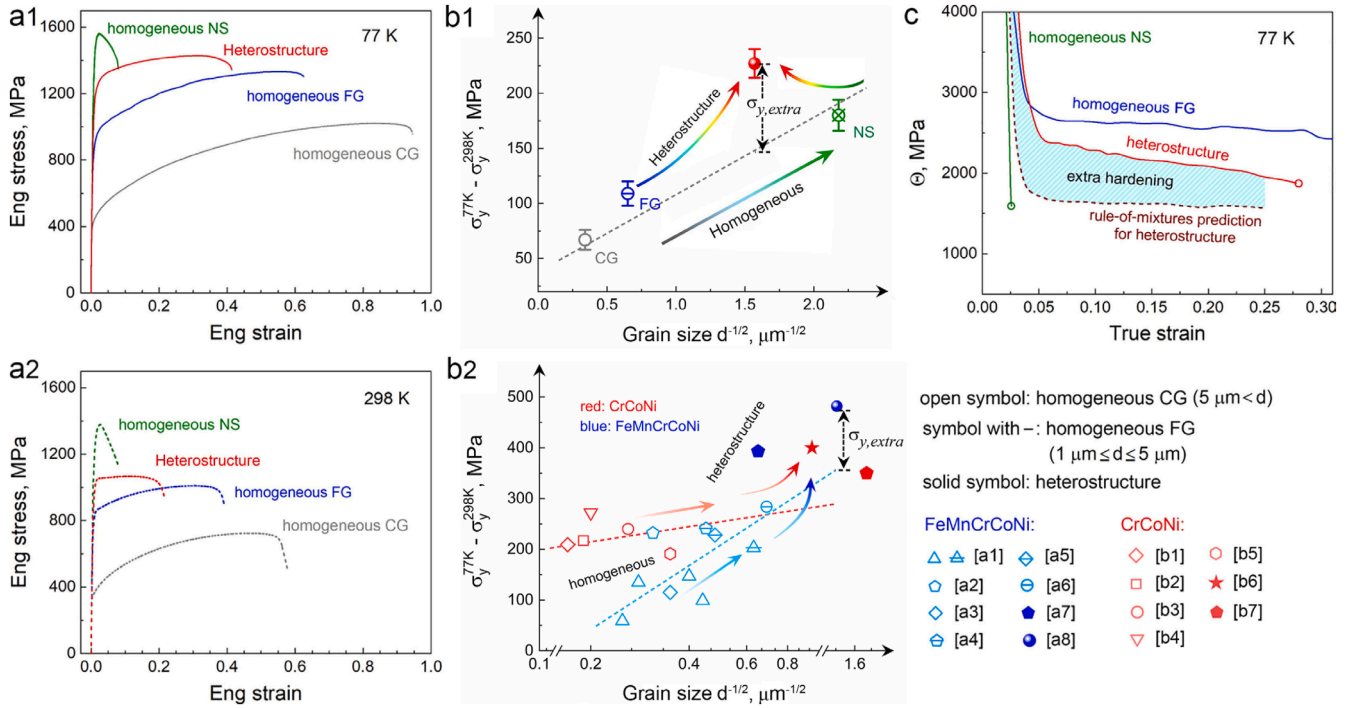 a1
1600
1200
800
400
0
Eng stress, MPa
homogeneous NS
77 K
Heterostructure
homogeneous FG
homogeneous CG
0.0 0.2 0.4 0.6 0.8 1.0
Eng strain
b1
250
225
200
175
150
125
100
75
50
σy77K - σy298K, MPa
Heterostructure
σy,extra
NS
FG
Homogeneous
CG
0.0 0.5 1.0 1.5 2.0
Grain size d-1/2, μm-1/2
c
4000
3000
2000
1000
Θ, MPa
77 K
homogeneous NS
homogeneous FG
heterostructure
extra hardening
rule-of-mixtures prediction
for heterostructure
0.00 0.05 0.10 0.15 0.20 0.25 0.30
True strain
a2
1600
1200
800
400
0
Eng stress, MPa
298 K
homogeneous NS
Heterostructure
homogeneous FG
homogeneous CG
0.0 0.2 0.4 0.6 0.8 1.0
Eng strain
b2
500
400
300
200
100
0
σy77K - σy298K, MPa
red: CrCoNi
blue: FeMnCrCoNi
heterostructure
σy,extra
homogeneous
0.1 0.2 0.4 0.6 0.8 1.6
Grain size d-1/2, μm-1/2
open symbol: homogeneous CG (5 μm<d)
symbol with –: homogeneous FG
(1 μm≤d≤5 μm)
solid symbol: heterostructure
FeMnCrCoNi: CrCoNi:
[a1] [a5] [b1] [b5]
[a2] [a6] [b2] [b6]
[a3] [a7] [b3] [b7]
[a4] [a8] [b4]